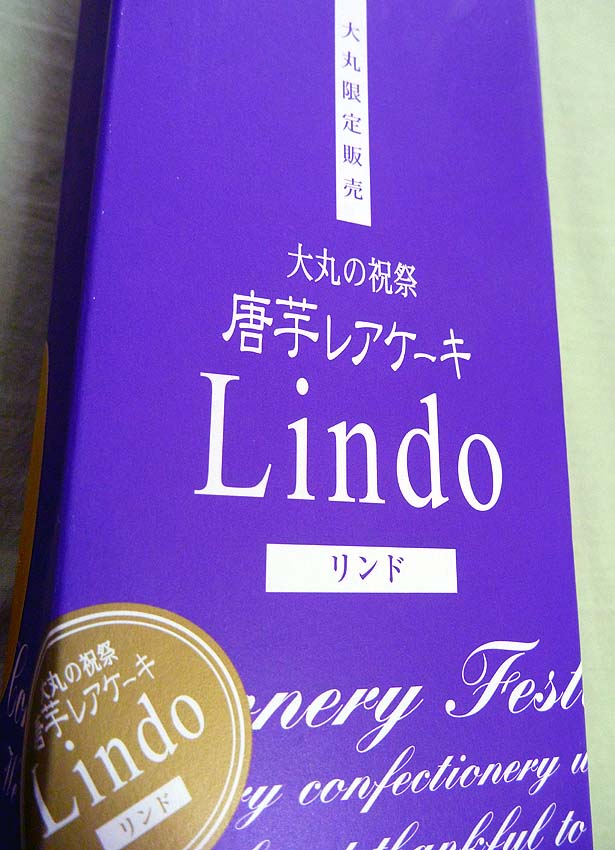 大丸限定販売
大丸の祝祭
唐芋レアケーキ
Lindo
リンド
大丸の祝祭
唐芋レアケーキ
Lindo
リンド
confectionery
thankful to